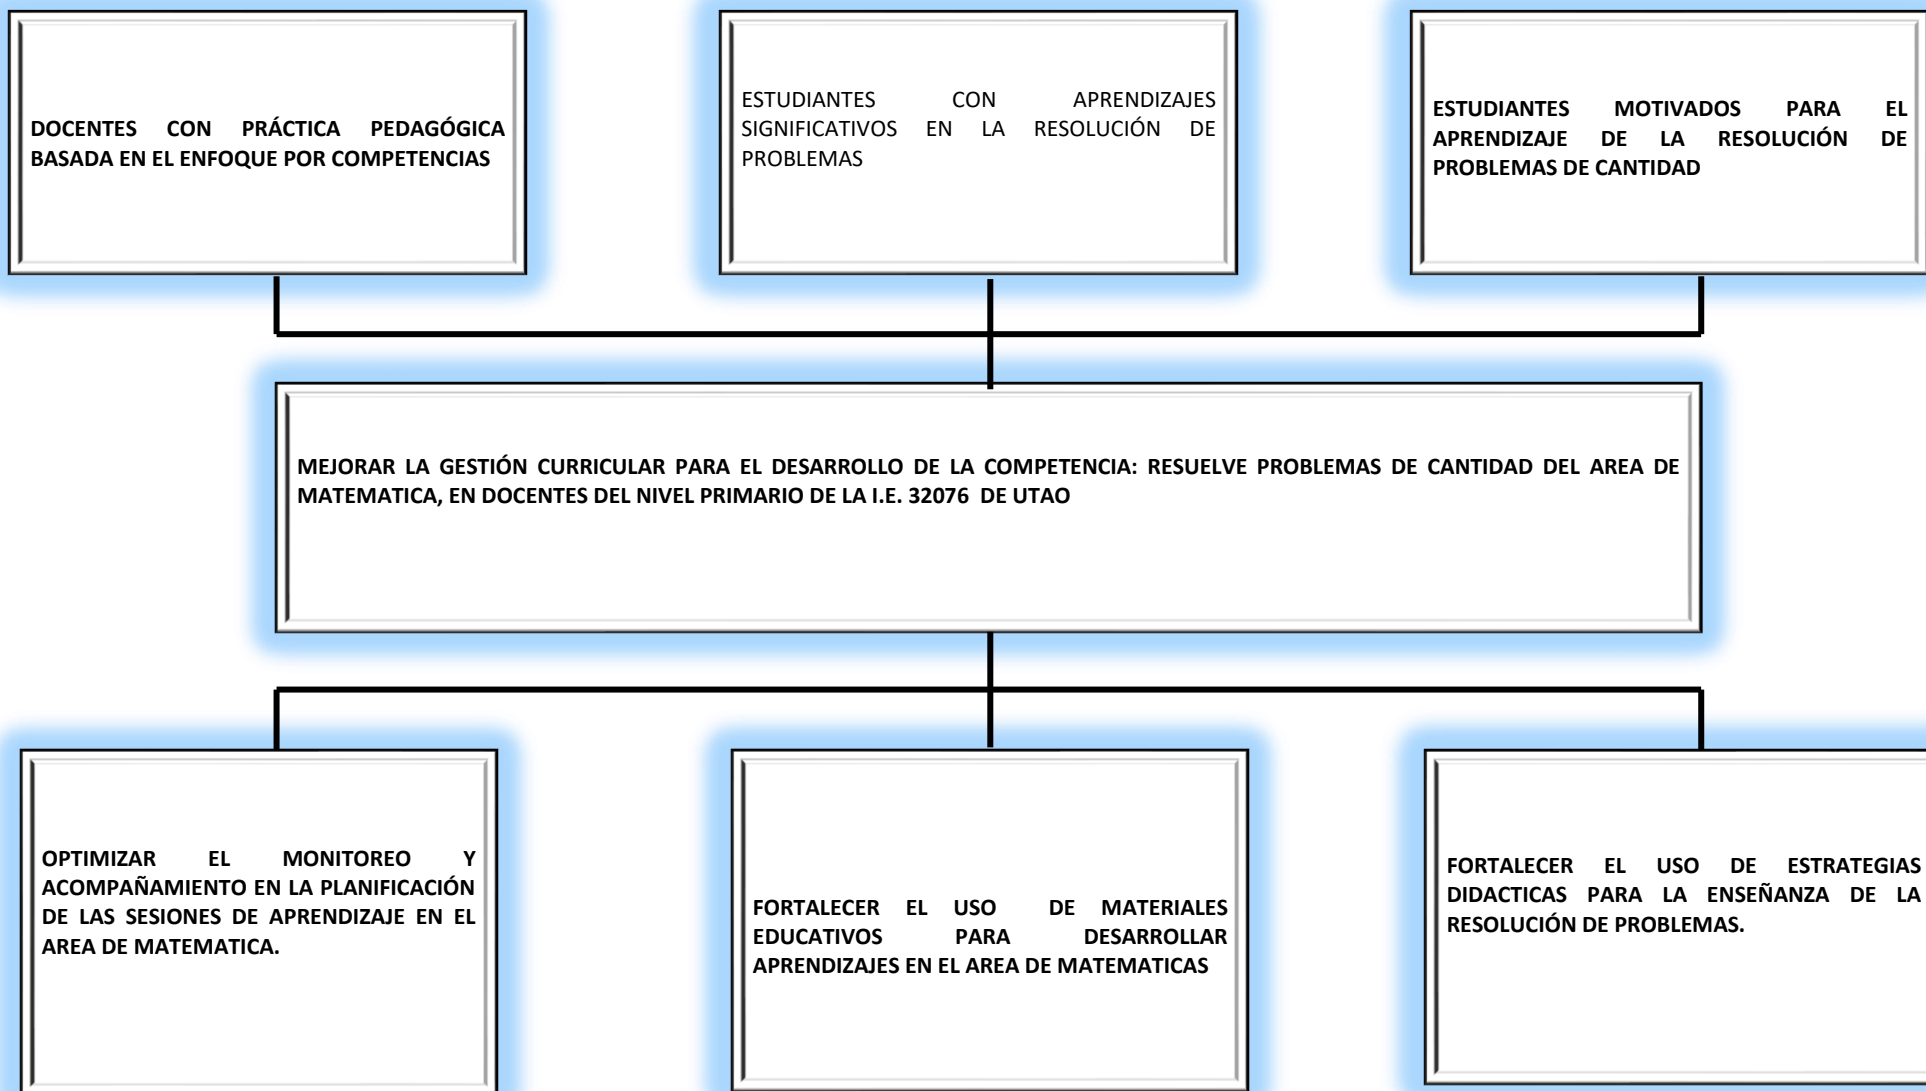 DOCENTES CON PRÁCTICA PEDAGÓGICA
BASADA EN EL ENFOQUE POR COMPETENCIAS
ESTUDIANTES CON APRENDIZAJES
SIGNIFICATIVOS EN LA RESOLUCIÓN DE
PROBLEMAS
ESTUDIANTES MOTIVADOS PARA EL
APRENDIZAJE DE LA RESOLUCIÓN DE
PROBLEMAS DE CANTIDAD
MEJORAR LA GESTIÓN CURRICULAR PARA EL DESARROLLO DE LA COMPETENCIA: RESUELVE PROBLEMAS DE CANTIDAD DEL AREA DE
MATEMATICA, EN DOCENTES DEL NIVEL PRIMARIO DE LA I.E. 32076 DE UTAO
OPTIMIZAR EL MONITOREO Y
ACOMPAÑAMIENTO EN LA PLANIFICACIÓN
DE LAS SESIONES DE APRENDIZAJE EN EL
AREA DE MATEMATICA.
FORTALECER EL USO DE MATERIALES
EDUCATIVOS PARA DESARROLLAR
APRENDIZAJES EN EL AREA DE MATEMATICAS
FORTALECER EL USO DE ESTRATEGIAS
DIDACTICAS PARA LA ENSEÑANZA DE LA
RESOLUCIÓN DE PROBLEMAS.